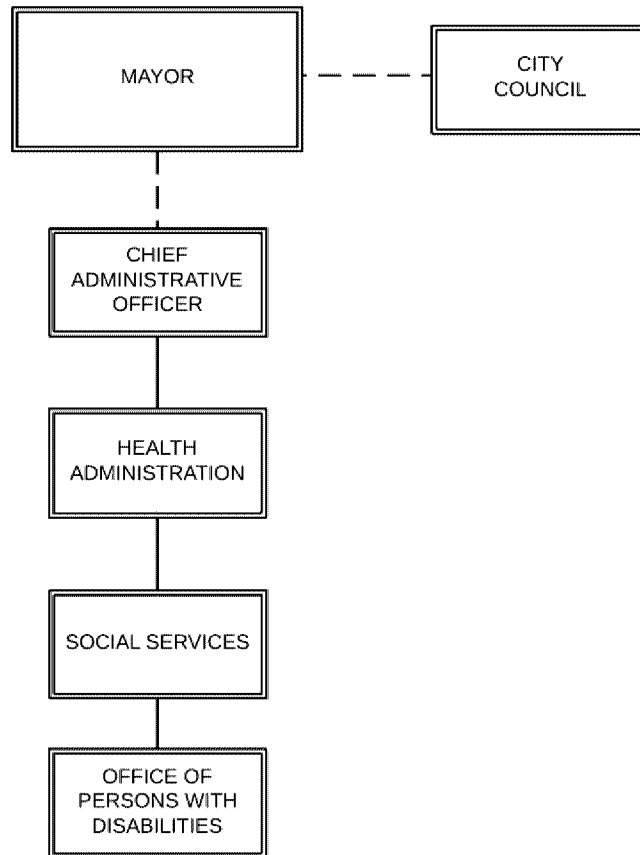 MAYOR
CITY
COUNCIL
CHIEF
ADMINISTRATIVE
OFFICER
HEALTH
ADMINISTRATION
SOCIAL SERVICES
OFFICE OF
PERSONS WITH
DISABILITIES